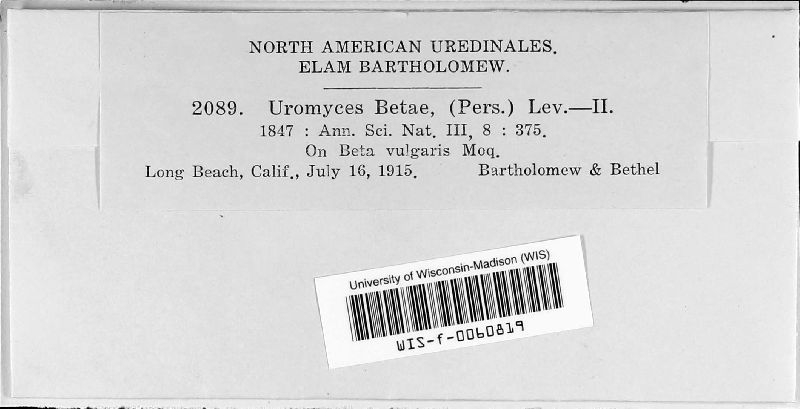 NORTH AMERICAN UREDINALES.
ELAM BARTHOLOMEW.
2089. Uromyces Betae, (Pers.) Lev.—II.
1847 : Ann. Sci. Nat. III, 8 : 375.
On Beta vulgaris Moq.
Long Beach, Calif., July 16, 1915. Bartholomew & Bethel
University of Wisconsin-Madison (WIS)
WIS-f-0060819